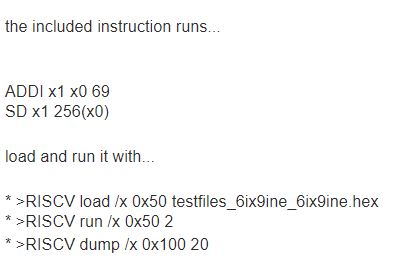 the included instruction runs...
ADDI x1 x0 69
SD x1 256(x0)
load and run it with...
* >RISCV load /x 0x50 testfiles_6ix9ine_6ix9ine.hex
* >RISCV run /x 0x50 2
* >RISCV dump /x 0x100 20